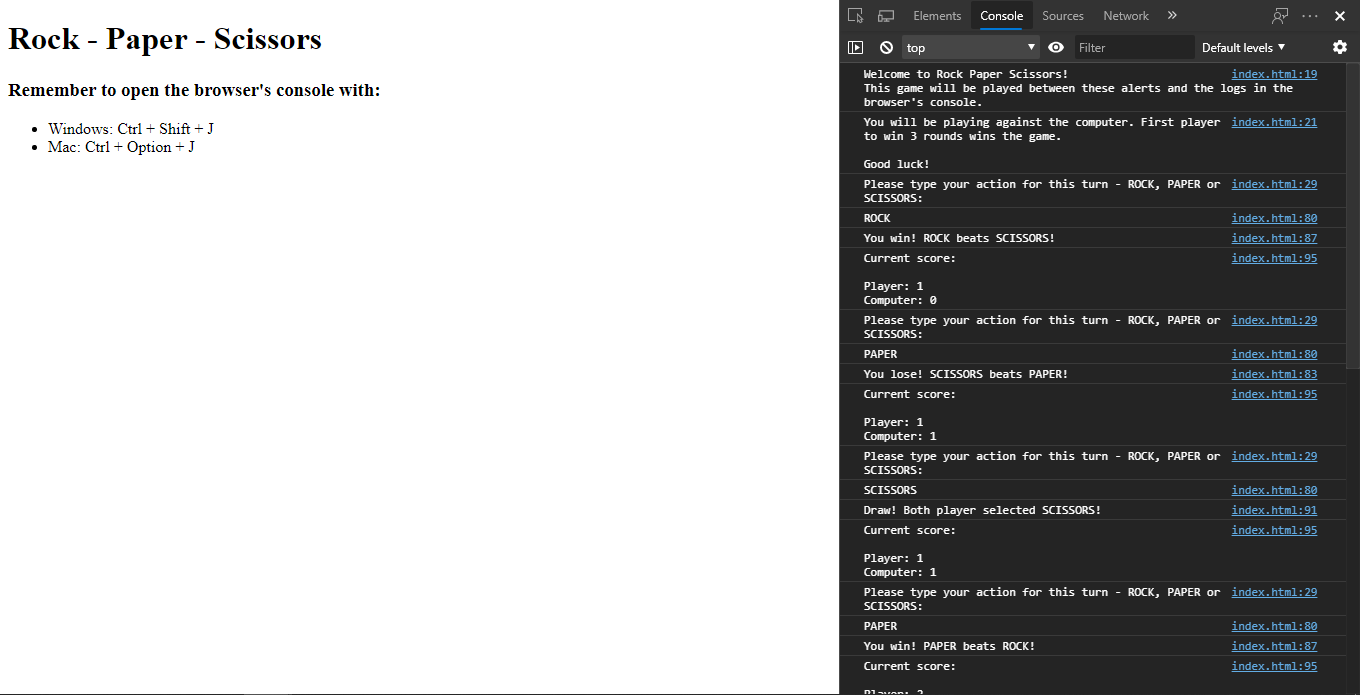 Rock - Paper - Scissors
Remember to open the browser's console with:
Windows: Ctrl + Shift + J
Mac: Ctrl + Option + J
Elements Console Sources Network
top Filter Default levels
Welcome to Rock Paper Scissors! index.html:19
This game will be played between these alerts and the logs in the
browser's console.
You will be playing against the computer. First player index.html:21
to win 3 rounds wins the game.
Good luck!
Please type your action for this turn - ROCK, PAPER or index.html:29
SCISSORS:
ROCK index.html:80
You win! ROCK beats SCISSORS! index.html:87
Current score: index.html:95
Player: 1
Computer: 0
Please type your action for this turn - ROCK, PAPER or index.html:29
SCISSORS:
PAPER index.html:80
You lose! SCISSORS beats PAPER! index.html:83
Current score: index.html:95
Player: 1
Computer: 1
Please type your action for this turn - ROCK, PAPER or index.html:29
SCISSORS:
SCISSORS index.html:80
Draw! Both player selected SCISSORS! index.html:91
Current score: index.html:95
Player: 1
Computer: 1
Please type your action for this turn - ROCK, PAPER or index.html:29
SCISSORS:
PAPER index.html:80
You win! PAPER beats ROCK! index.html:87
Current score: index.html:95
Player: 2